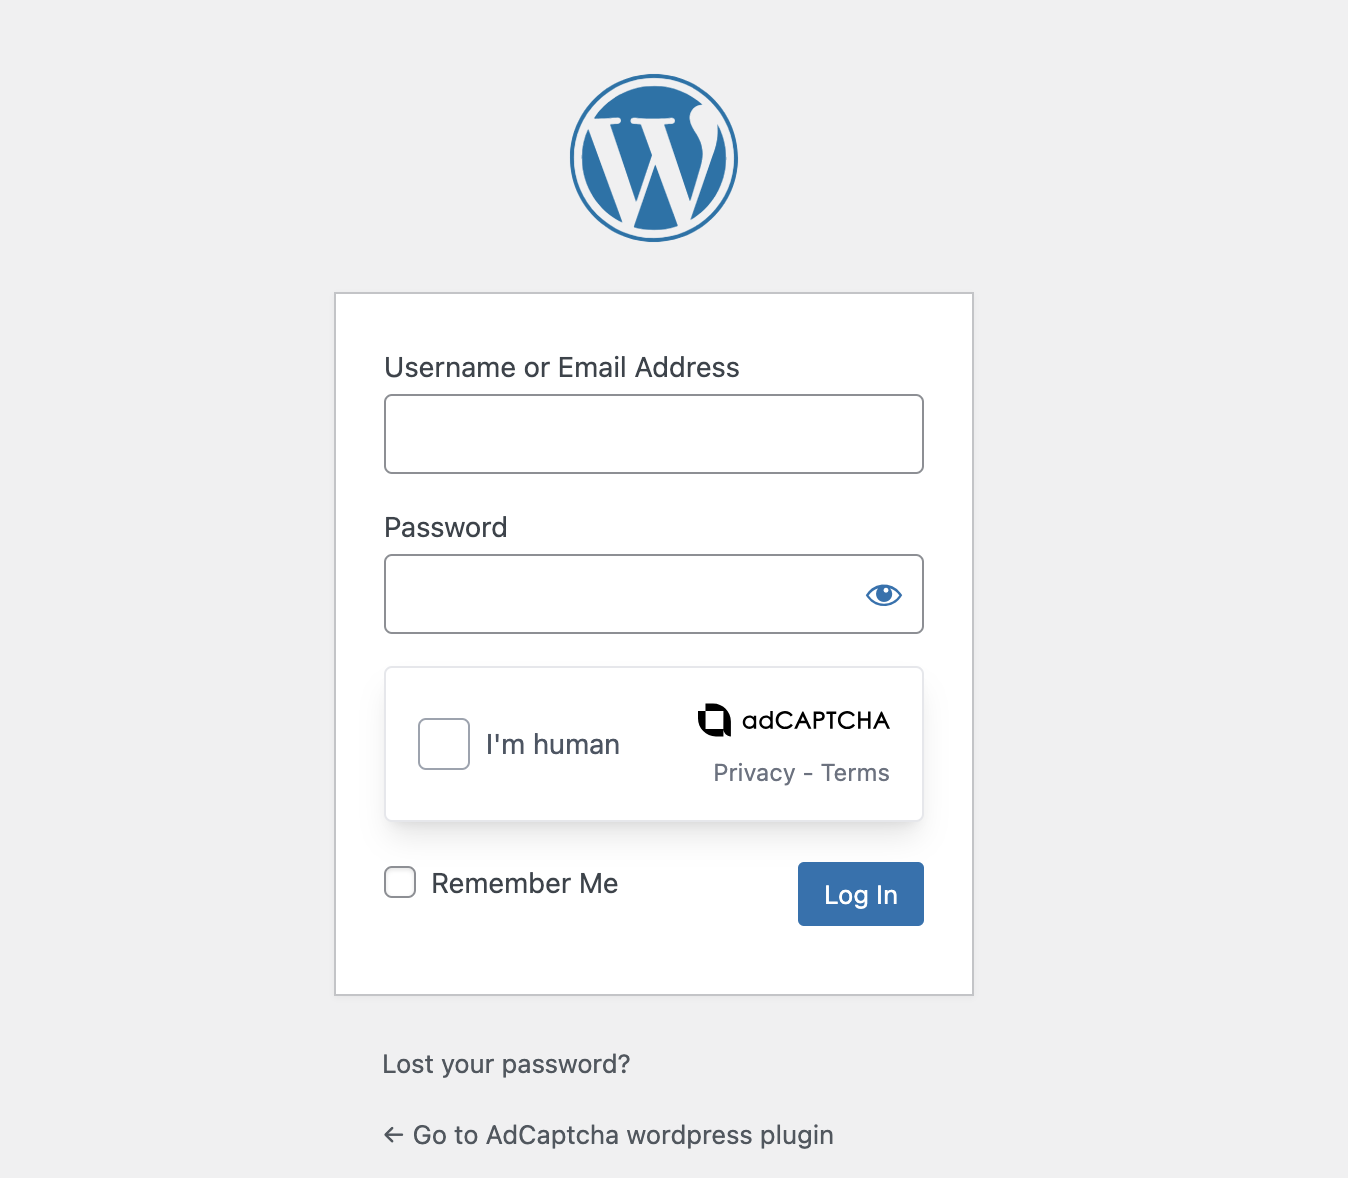 Username or Email Address
Password
I'm human
adCAPTCHA
Privacy - Terms
Remember Me
Log In
Lost your password?
← Go to AdCaptcha wordpress plugin